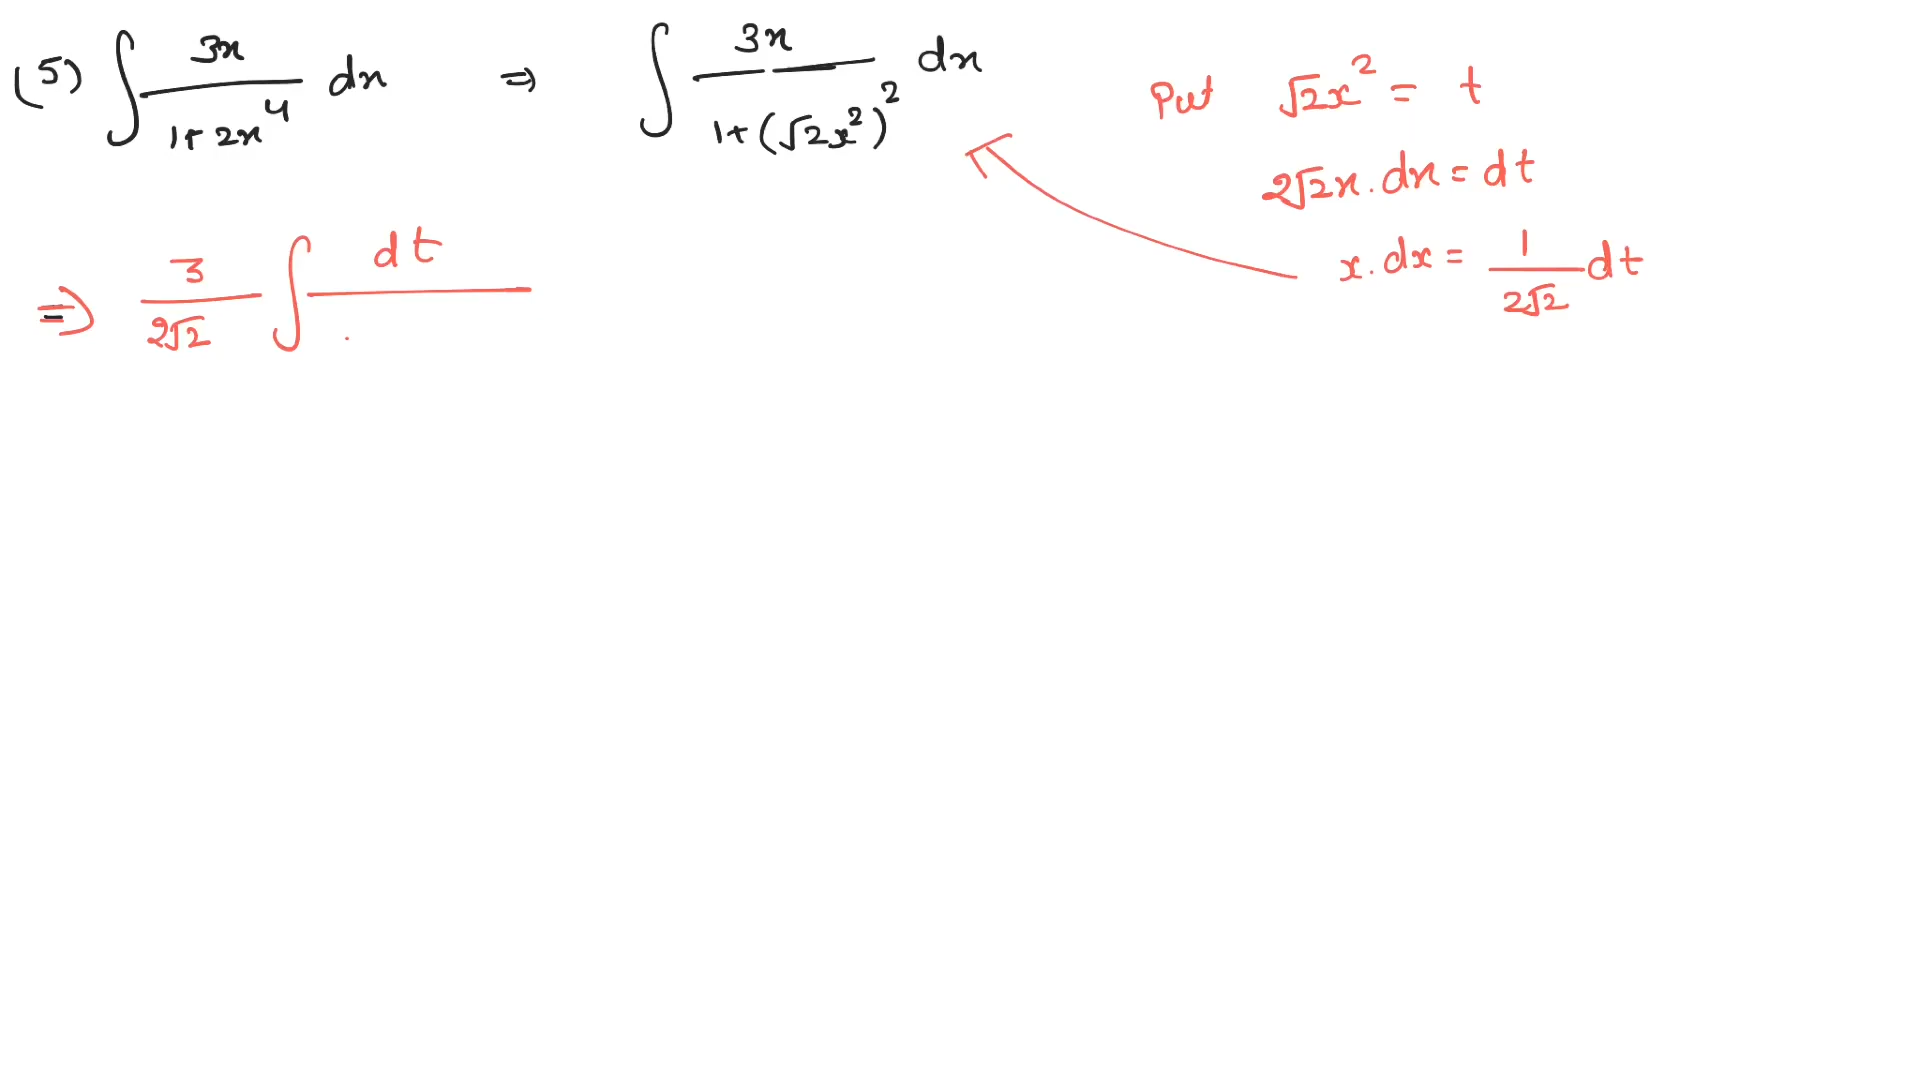 (5) ∫ 3x / (1 + 2x⁴) dx ⇒ ∫ 3x / (1 + (√2x²)²) dx
Put √2x² = t
2√2x . dx = dt
x . dx = 1 / (2√2) dt
⇒ 3 / (2√2) ∫ dt /